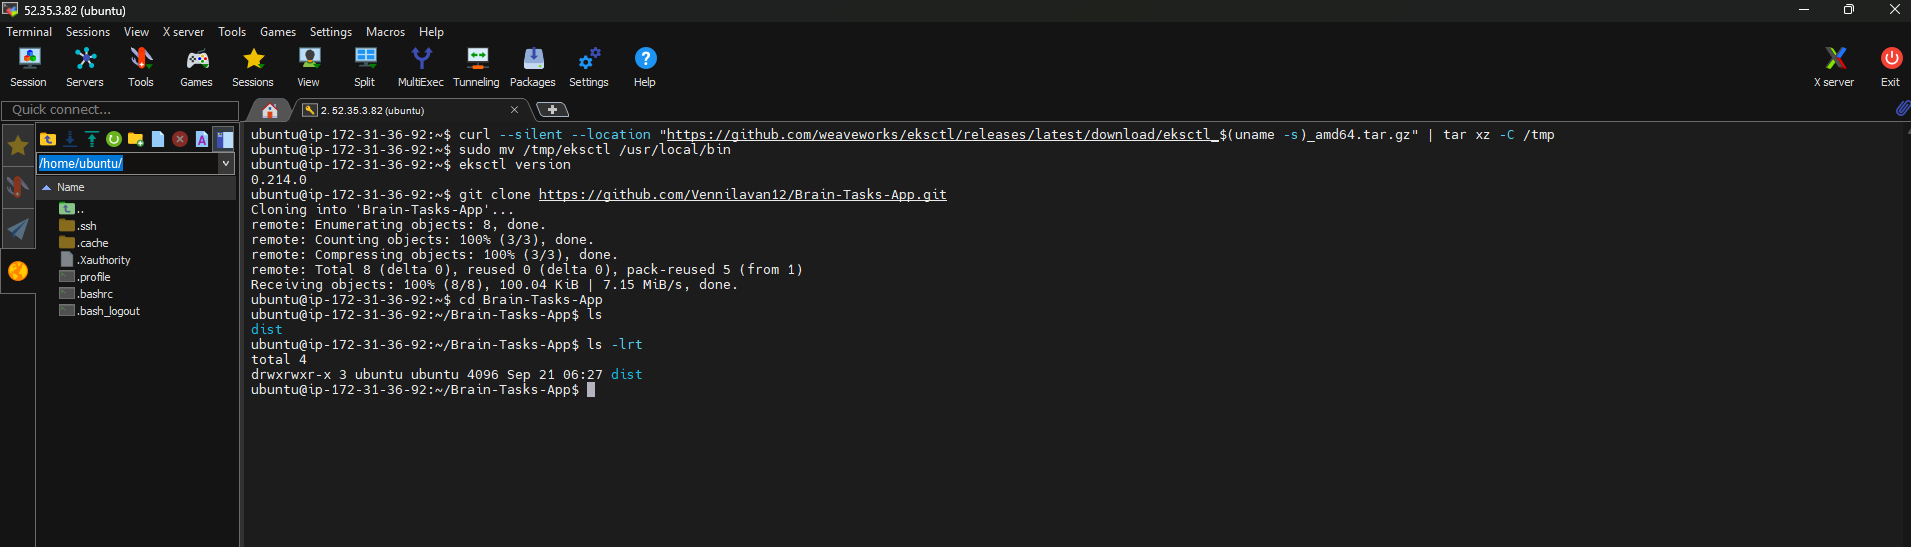 52.35.3.82 (ubuntu)
Terminal Sessions View X server Tools Games Settings Macros Help
Session Servers Tools Games Sessions View Split MultiExec Tunneling Packages Settings Help X server Exit
Quick connect...
2. 52.35.3.82 (ubuntu)
/home/ubuntu/
Name
..
.ssh
.cache
.Xauthority
.profile
.bashrc
.bash_logout
ubuntu@ip-172-31-36-92:~$ curl --silent --location "https://github.com/weaveworks/eksctl/releases/latest/download/eksctl_$(uname -s)_amd64.tar.gz" | tar xz -C /tmp
ubuntu@ip-172-31-36-92:~$ sudo mv /tmp/eksctl /usr/local/bin
ubuntu@ip-172-31-36-92:~$ eksctl version
0.214.0
ubuntu@ip-172-31-36-92:~$ git clone https://github.com/Vennilavan12/Brain-Tasks-App.git
Cloning into 'Brain-Tasks-App'...
remote: Enumerating objects: 8, done.
remote: Counting objects: 100% (3/3), done.
remote: Compressing objects: 100% (3/3), done.
remote: Total 8 (delta 0), reused 0 (delta 0), pack-reused 5 (from 1)
Receiving objects: 100% (8/8), 100.04 KiB | 7.15 MiB/s, done.
ubuntu@ip-172-31-36-92:~$ cd Brain-Tasks-App
ubuntu@ip-172-31-36-92:~/Brain-Tasks-App$ ls
dist
ubuntu@ip-172-31-36-92:~/Brain-Tasks-App$ ls -lrt
total 4
drwxrwxr-x 3 ubuntu ubuntu 4096 Sep 21 06:27 dist
ubuntu@ip-172-31-36-92:~/Brain-Tasks-App$